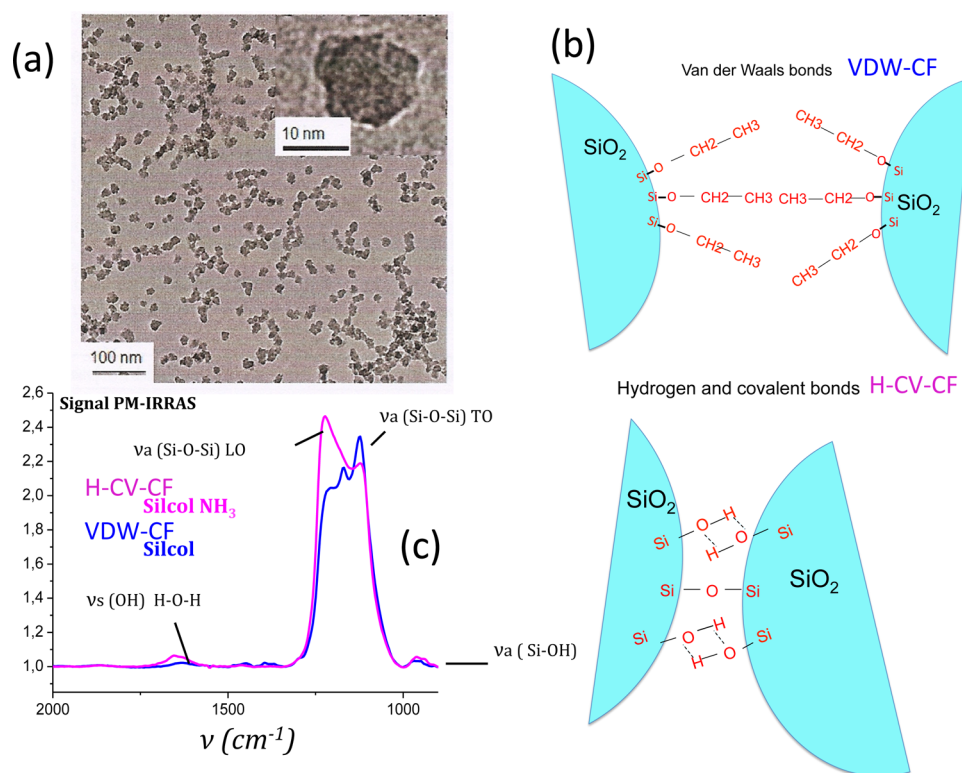 (a)
10 nm
100 nm
(b)
Van der Waals bonds VDW-CF
SiO2
CH3
CH2
O
Si
CH3
CH2
O
Si
Si
O
CH2
CH3
CH3
CH2
O
Si
SiO2
Si
O
CH2
CH3
CH3
CH2
O
Si
Hydrogen and covalent bonds H-CV-CF
SiO2
Si
O
H
H
O
Si
Si
O
Si
SiO2
Si
O
H
H
O
Si
2,6
2,4
2,2
2,0
1,8
1,6
1,4
1,2
1,0
Signal PM-IRRAS
νa (Si-O-Si) TO
νa (Si-O-Si) LO
H-CV-CF
Silcol NH3
VDW-CF
Silcol
(c)
νs (OH) H-O-H
νa ( Si-OH)
2000
1500
1000
ν (cm-1)